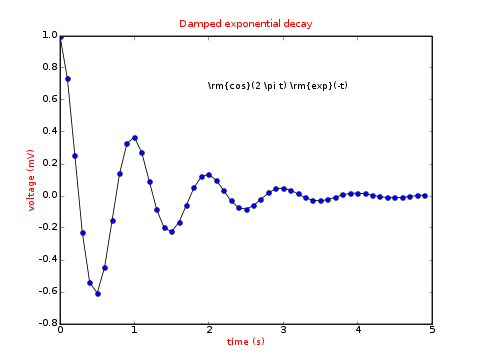 Damped exponential decay
1.0
\rm{cos}(2 \pi t) \rm{exp}(-t)
0.8
0.6
0.4
0.2
0.0
-0.2
-0.4
-0.6
-0.8
voltage (mV)
0 1 2 3 4 5
time (s)